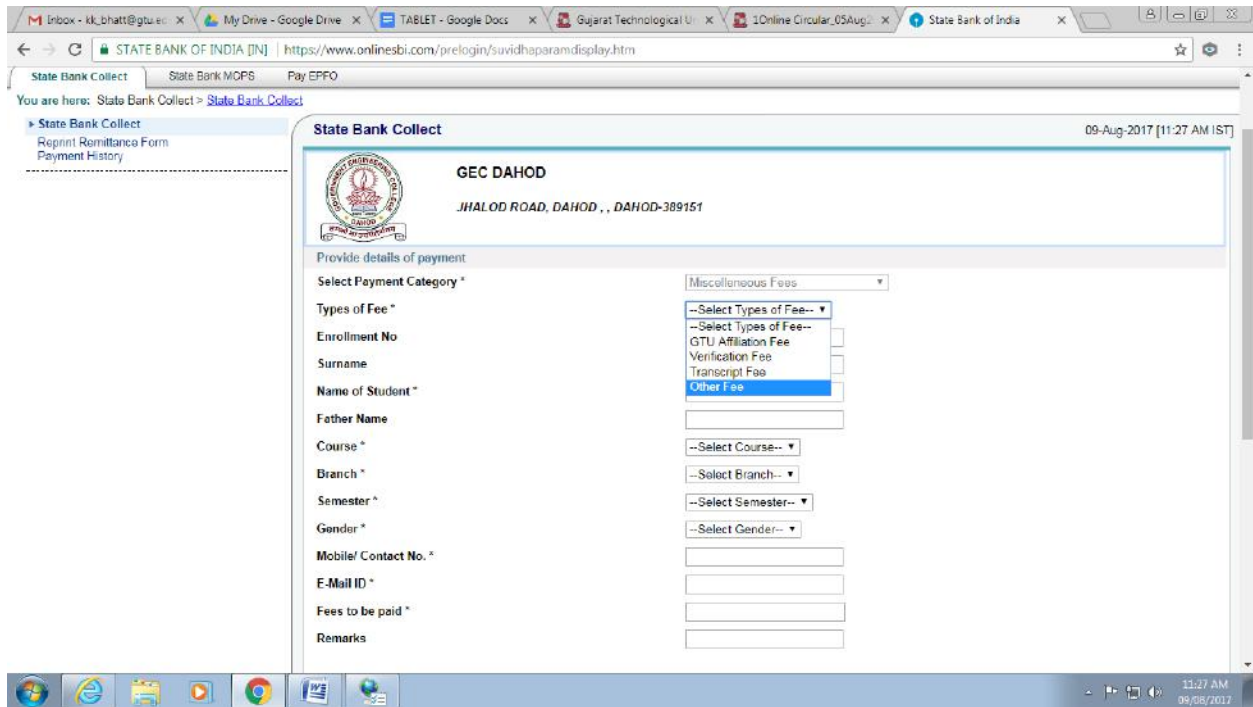 Inbox - kk_bhatt@gtu.ec
My Drive - Google Drive
TABLET - Google Docs
Gujarat Technological U
1Online Circular_05Aug2
State Bank of India
STATE BANK OF INDIA [IN] https://www.onlinesbi.com/prelogin/suvidhaparamdisplay.htm
State Bank Collect State Bank MOPS Pay EPFO
You are here: State Bank Collect > State Bank Collect
State Bank Collect
Reprint Remittance Form
Payment History
State Bank Collect 09-Aug-2017 [11:27 AM IST]
GOVERNMENT ENGINEERING COLLEGE
DAHOD
GEC DAHOD
JHALOD ROAD, DAHOD , , DAHOD-389151
Provide details of payment
Select Payment Category * Miscellaneous Fees
Types of Fee * --Select Types of Fee--
--Select Types of Fee--
GTU Affiliation Fee
Verification Fee
Transcript Fee
Other Fee
Enrollment No
Surname
Name of Student *
Father Name
Course * --Select Course--
Branch * --Select Branch--
Semester * --Select Semester--
Gender * --Select Gender--
Mobile/ Contact No. *
E-Mail ID *
Fees to be paid *
Remarks
11:27 AM
09/08/2017